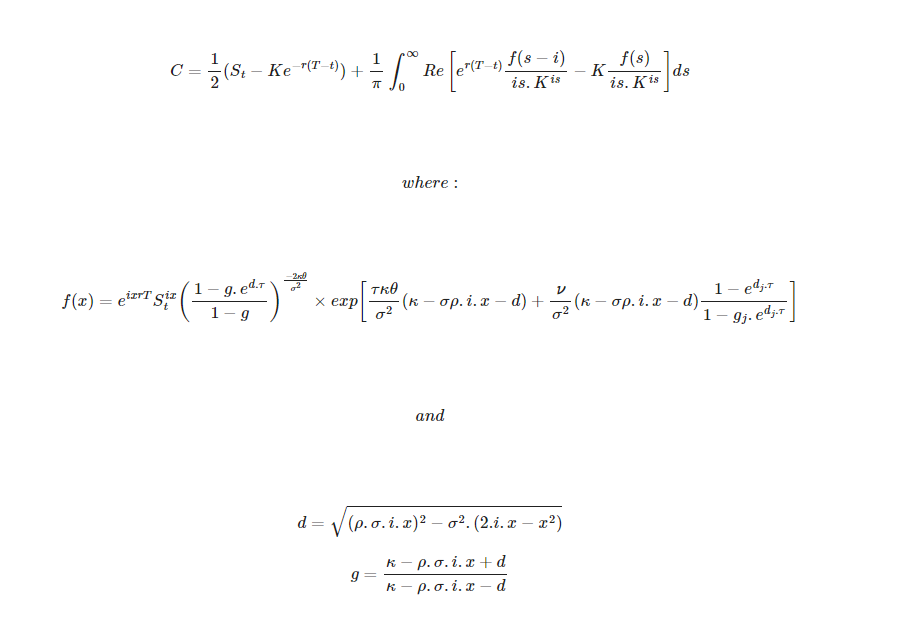 C = \frac{1}{2}(S_t - Ke^{-r(T-t)}) + \frac{1}{\pi}\int_0^\infty Re\left[e^{r(T-t)}\frac{f(s-i)}{is.K^{is}} - K\frac{f(s)}{is.K^{is}}\right]ds
where :
f(x) = e^{ixrT}S_t^{ix}\left(\frac{1-g.e^{d.\tau}}{1-g}\right)^{\frac{-2\kappa\theta}{\sigma^2}} \times exp\left[\frac{\tau\kappa\theta}{\sigma^2}(\kappa - \sigma\rho.i.x - d) + \frac{\nu}{\sigma^2}(\kappa - \sigma\rho.i.x - d)\frac{1-e^{d_j.\tau}}{1-g_j.e^{d_j.\tau}}\right]
and
d = \sqrt{(\rho.\sigma.i.x)^2 - \sigma^2.(2.i.x - x^2)}
g = \frac{\kappa - \rho.\sigma.i.x + d}{\kappa - \rho.\sigma.i.x - d}